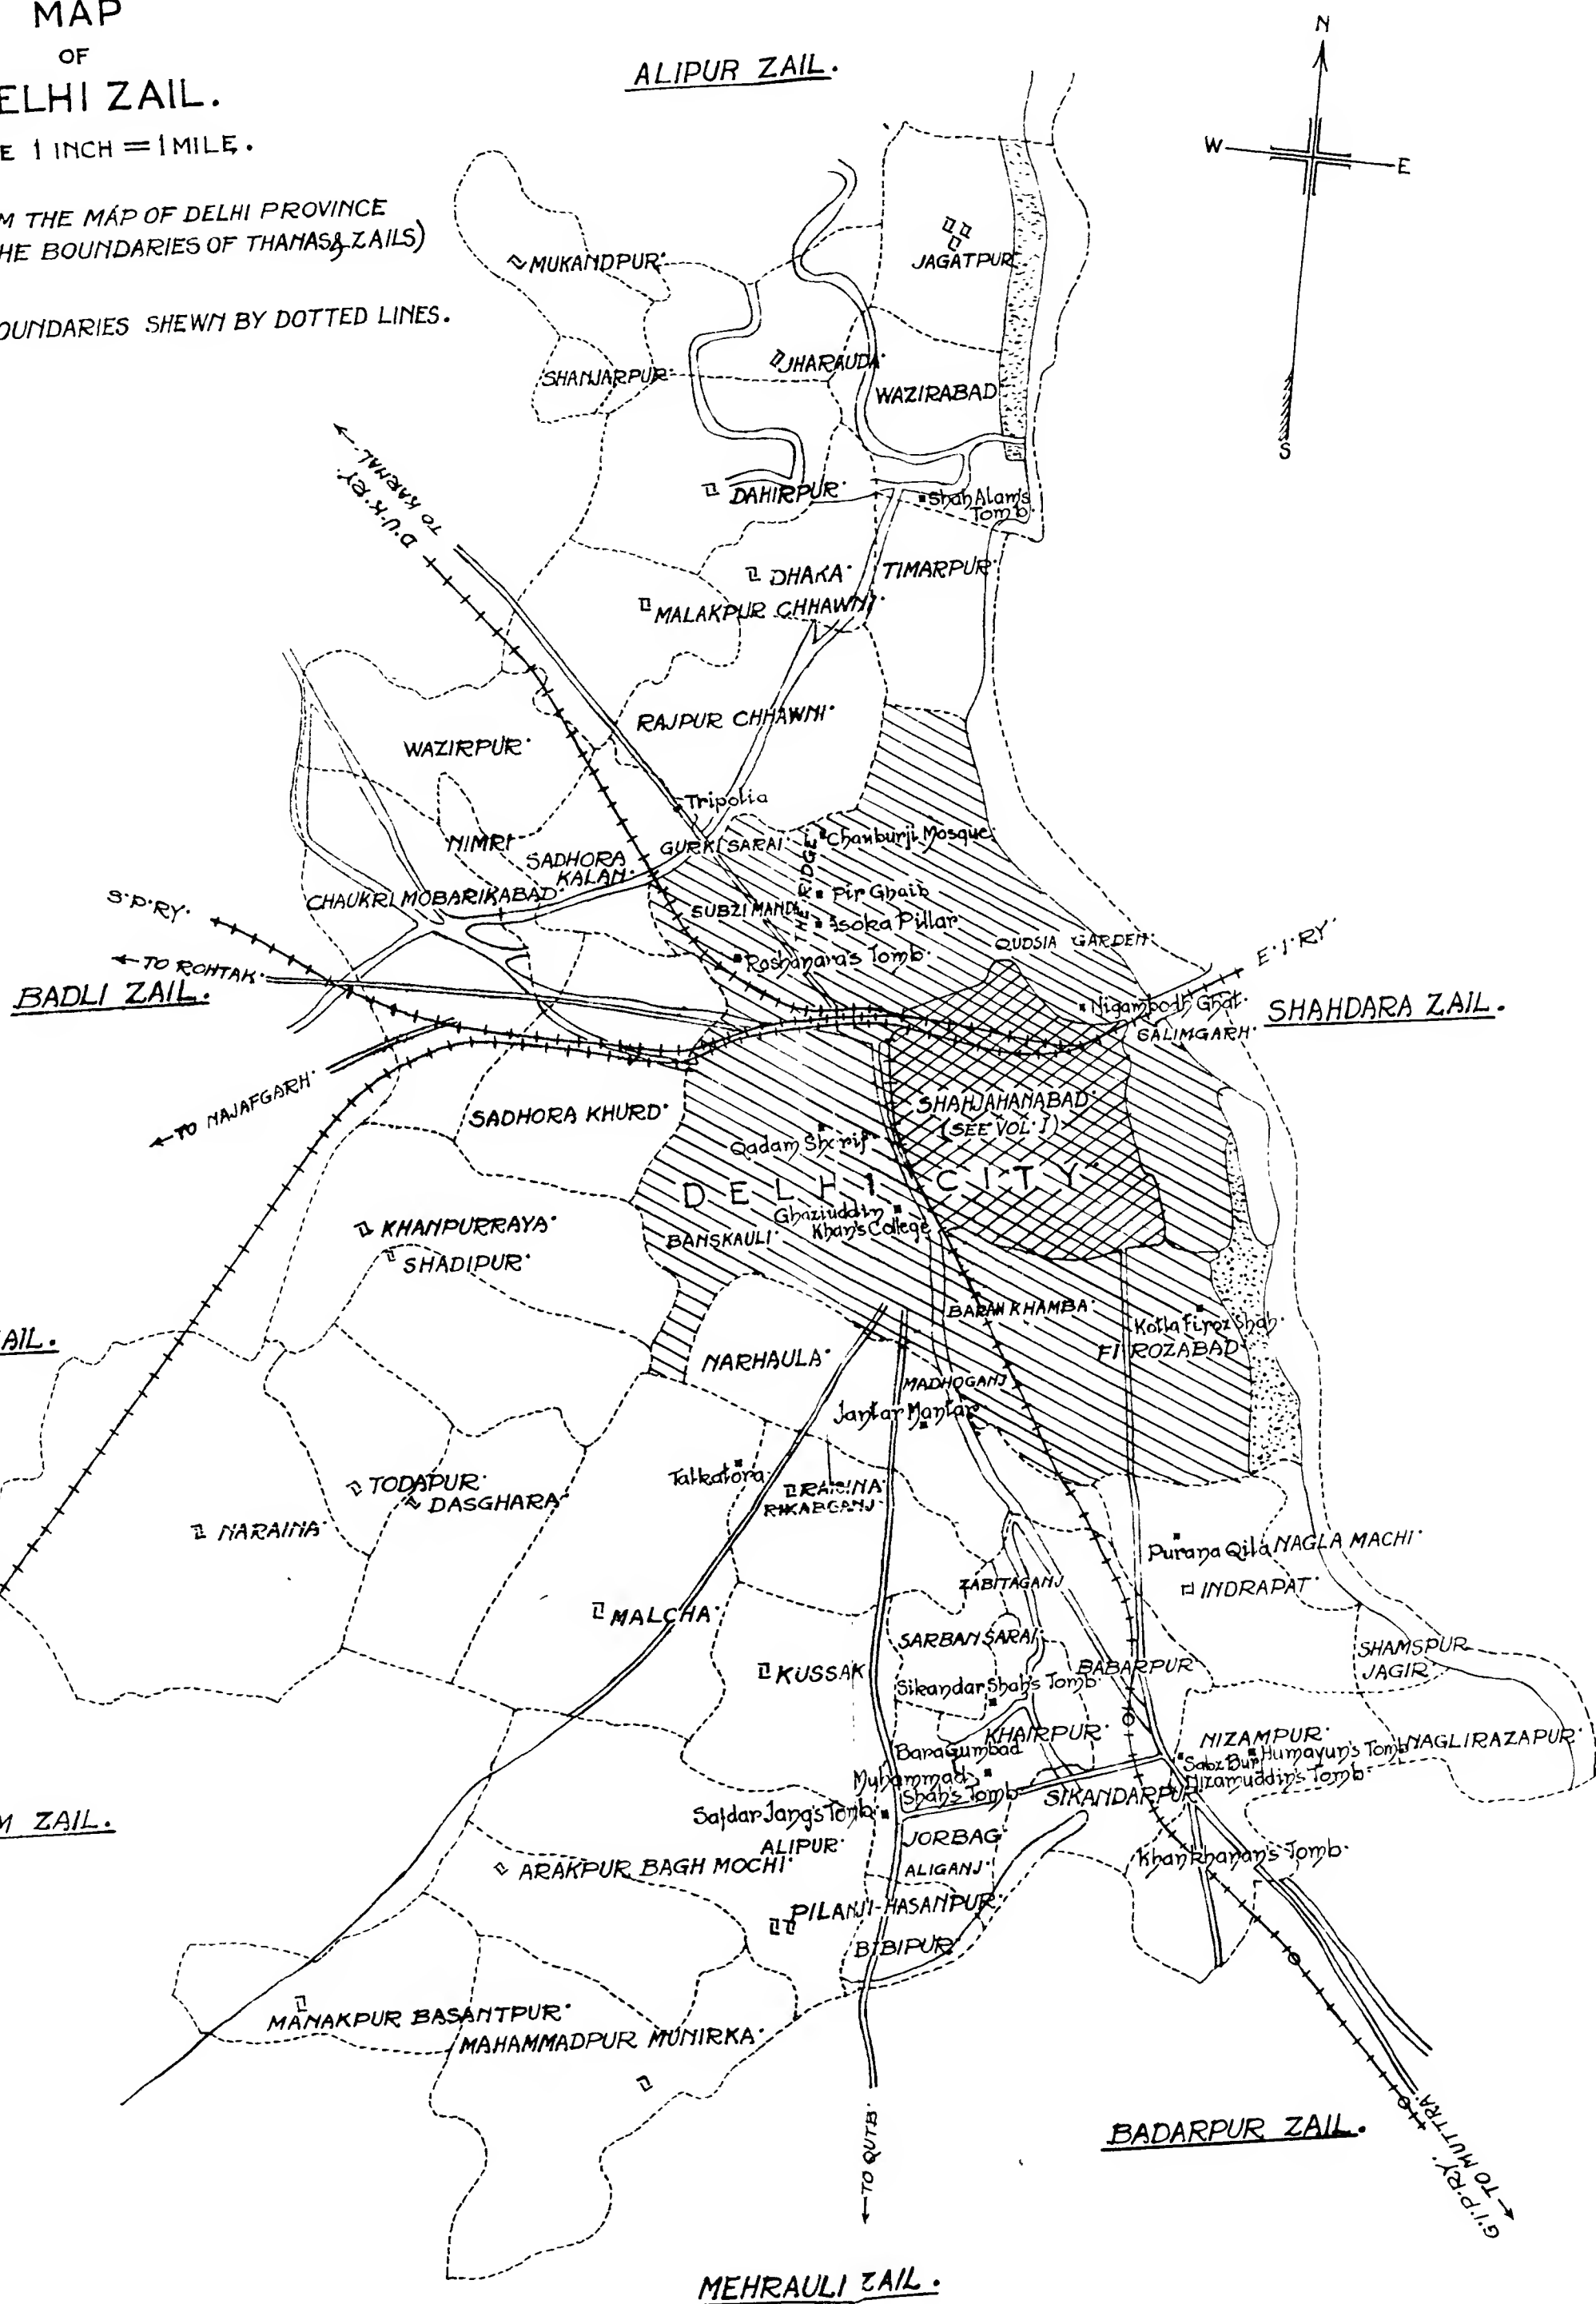 MAP
OF
ELHI ZAIL.
E 1 INCH = 1 MILE.
M THE MAP OF DELHI PROVINCE
HE BOUNDARIES OF THANAS & ZAILS)
OUNDARIES SHEWN BY DOTTED LINES.
ALIPUR ZAIL.
N
W
E
S
MUKANDPUR.
JAGATPUR.
SHANJARPUR.
JHARAUDA.
WAZIRABAD
TO KARNAL
D.U.K.RY.
DAHIRPUR.
Shah Alam's
Tomb.
DHAKA.
TIMARPUR.
MALAKPUR CHHAWNI.
RAJPUR CHHAWNI.
WAZIRPUR.
Tripolia
NIMRI
SADHORA
KALAN.
GURKI SARAI.
THE RIDGE
Chauburji Mosque.
CHAUKRI MOBARIKABAD.
SUBZI MANDI
Pir Ghaib
Asoka Pillar
S.P.RY.
TO ROHTAK.
Roshanara's Tomb.
QUDSIA GARDEN.
E.I.RY.
BADLI ZAIL.
Nigambodh Ghat.
SALIMGARH.
SHAHDARA ZAIL.
TO NAJAFGARH.
SADHORA KHURD.
SHAHJAHANABAD.
(SEE VOL. I)
Qadam Sherif
DELHI CITY
Ghaziuddin
Khan's College
KHANPURRAYA.
SHADIPUR.
BANSKAULI.
BARAH KHAMBA.
Kotla Firoz Shah.
FIROZABAD.
AIL.
NARHAULA.
MADHOGANJ
Jantar Mantar
TODAPUR.
DASGHARA
Talkatora
RAISINA
RIKABGANJ.
NARAINA.
Purana Qila
NAGLA MACHI.
INDRAPAT.
ZABITAGANJ
MALCHA.
SARBAN SARAI
KUSSAK
BABARPUR
SHAMSPUR
JAGIR
Sikandar Shah's Tomb.
KHAIRPUR.
NIZAMPUR.
Bara Gumbad
Humayun's Tomb
NAGLIRAZAPUR.
Sabz Burj
Nizamuddin's Tomb.
Muhammad
Shah's Tomb
SIKANDARPUR
M ZAIL.
Safdar Jang's Tomb.
ALIPUR.
JORBAG
Khankhanan's Tomb.
ARAKPUR BAGH MOCHI.
ALIGANJ.
PILANJI-HASANPUR.
BIBIPUR
MANAKPUR BASANTPUR.
MAHAMMADPUR MUNIRKA.
TO QUTB.
BADARPUR ZAIL.
TO MUTTRA.
G.I.P.RY.
MEHRAULI ZAIL.